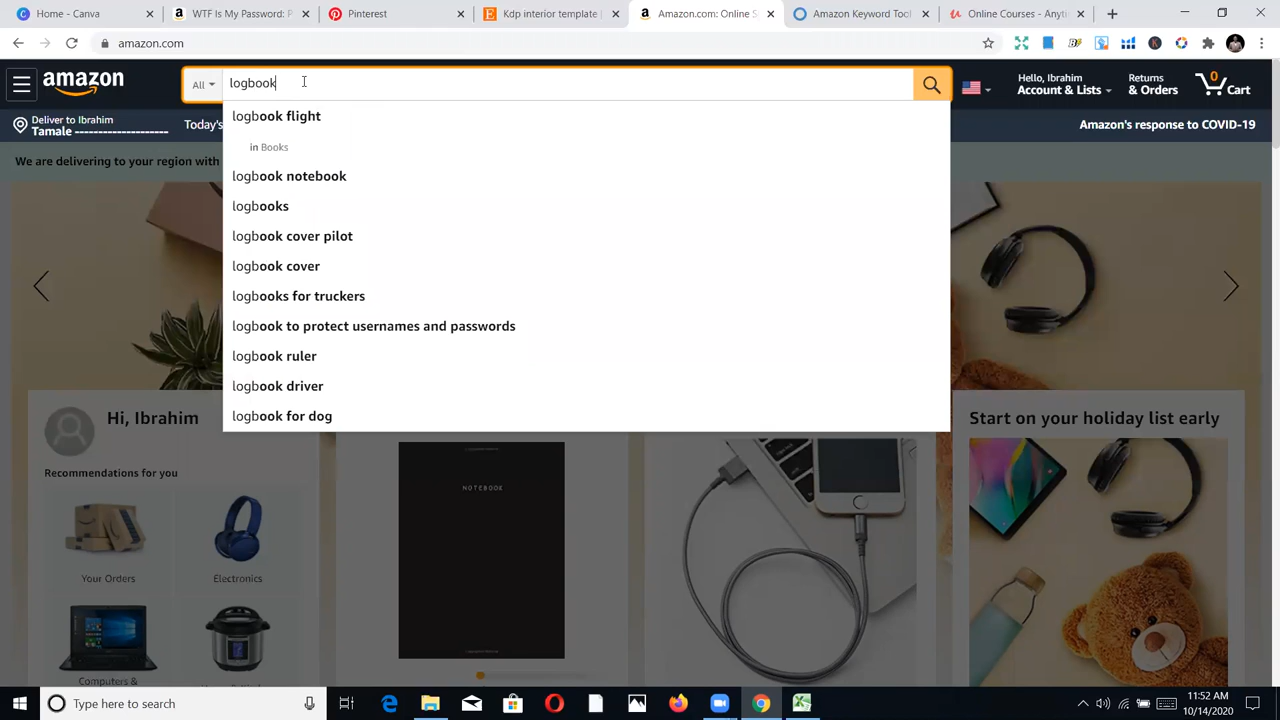 Home - Canva
WTF Is My Password: P
Pinterest
Kdp interior template
Amazon.com: Online S
Amazon Keyword Tool
Online Courses - Anyti
amazon.com
amazon
All
logbook
Hello, Ibrahim
Account & Lists
Returns
& Orders
0
Cart
Deliver to Ibrahim
Tamale
Today's
Amazon's response to COVID-19
We are delivering to your region with
logbook flight
in Books
logbook notebook
logbooks
logbook cover pilot
logbook cover
logbooks for truckers
logbook to protect usernames and passwords
logbook ruler
logbook driver
logbook for dog
Hi, Ibrahim
Recommendations for you
Your Orders
Electronics
Computers &
NOTEBOOK
Start on your holiday list early
Type here to search
11:52 AM
10/14/2020